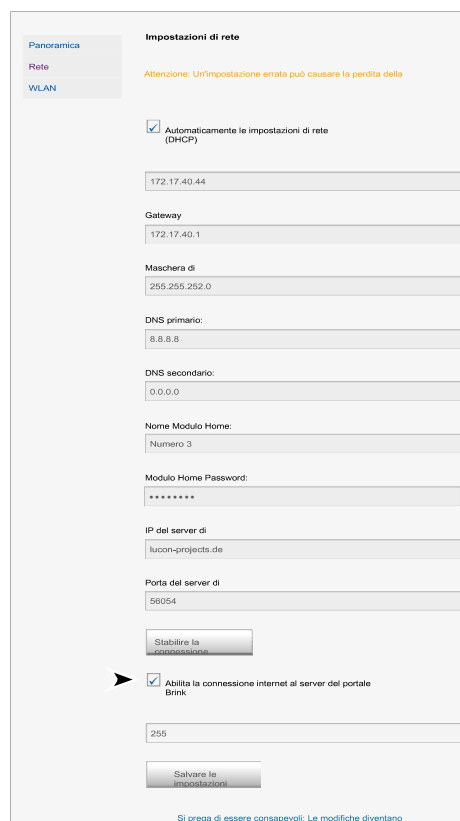 Impostazioni di rete
Panoramica
Rete
WLAN
Attenzione: Un'impostazione errata può causare la perdita della
Automaticamente le impostazioni di rete
(DHCP)
172.17.40.44
Gateway
172.17.40.1
Maschera di
255.255.252.0
DNS primario:
8.8.8.8
DNS secondario:
0.0.0.0
Nome Modulo Home:
Numero 3
Modulo Home Password:
••••••••
IP del server di
lucon-projects.de
Porta del server di
56054
Stabilire la
connessione
Abilita la connessione internet al server del portale
Brink
255
Salvare le
impostazioni
Si prega di essere consapevoli: Le modifiche diventano